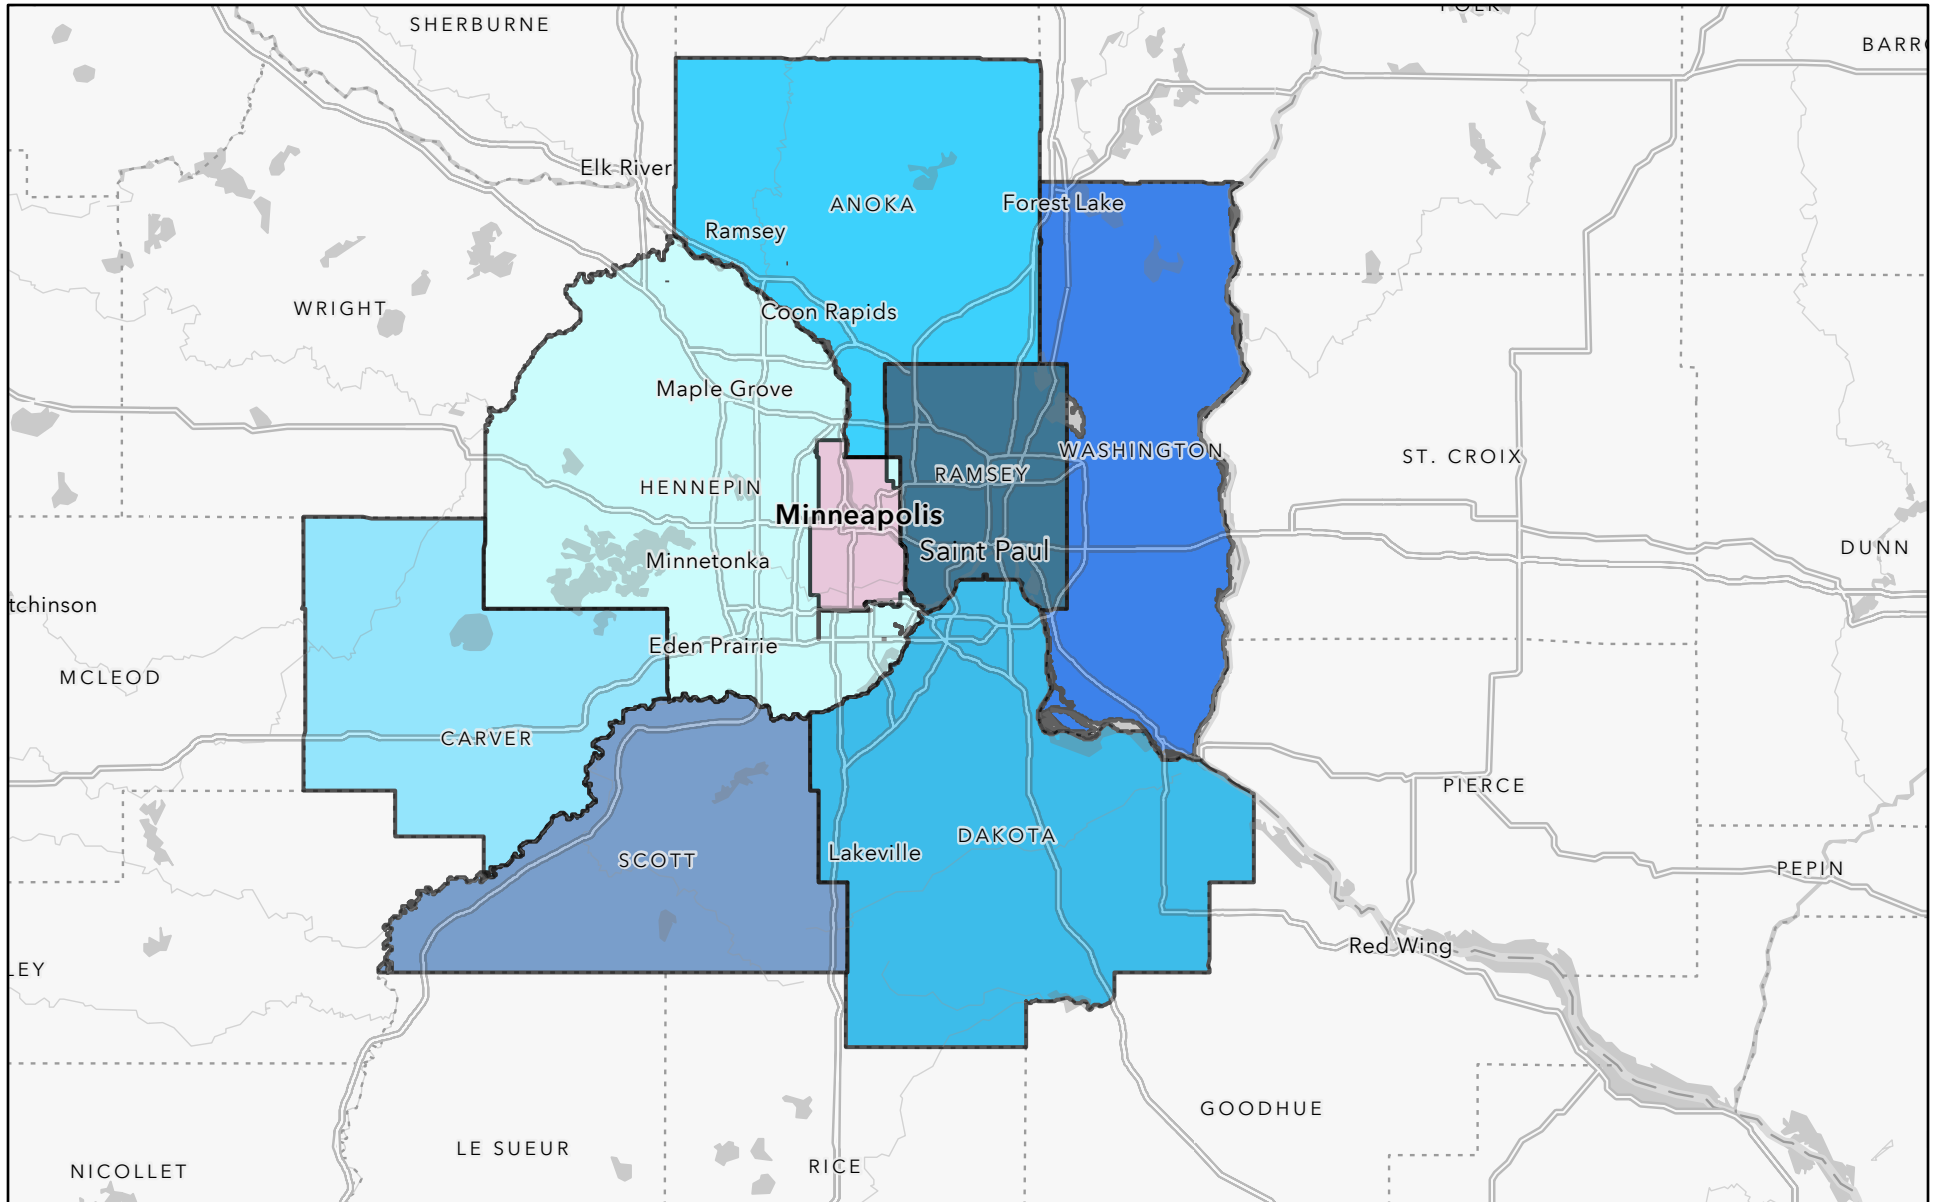 SHERBURNE
BARR
Elk River
ANOKA
Forest Lake
Ramsey
WRIGHT
Coon Rapids
Maple Grove
WASHINGTON
ST. CROIX
RAMSEY
HENNEPIN
Minneapolis
Saint Paul
DUNN
Minnetonka
tchinson
Eden Prairie
MCLEOD
CARVER
PIERCE
DAKOTA
Lakeville
SCOTT
PEPIN
Red Wing
LEY
GOODHUE
LE SUEUR
RICE
NICOLLET